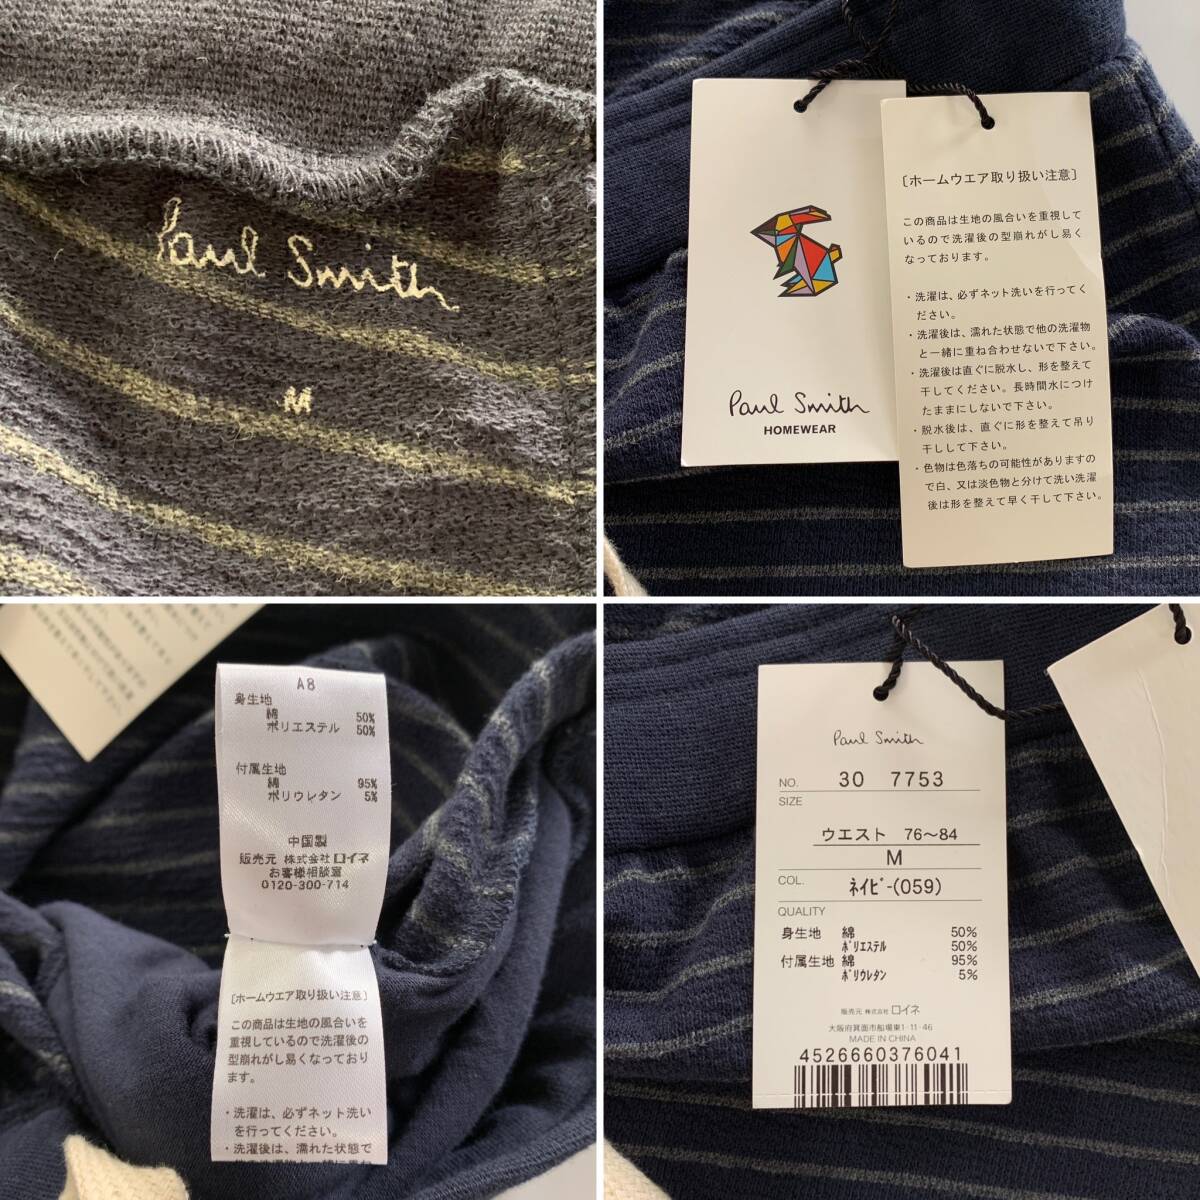 Paul Smith
M
Paul Smith
HOMEWEAR
〔ホームウエア取り扱い注意〕
この商品は生地の風合いを重視して
いるので洗濯後の型崩れがし易く
なっております。
・洗濯は、必ずネット洗いを行ってく
ださい。
・洗濯後は、濡れた状態で他の洗濯物
と一緒に重ね合わせないで下さい。
・洗濯後は直ぐに脱水し、形を整えて
干してください。長時間水につけ
たままにしないで下さい。
・脱水後は、直ぐに形を整えて吊り
干しして下さい。
・色物は色落ちの可能性がありますの
で白、又は淡色物と分けて洗い洗濯
後は形を整えて早く干して下さい。
A8
身生地
綿 50%
ポリエステル 50%
付属生地
綿 95%
ポリウレタン 5%
中国製
販売元 株式会社 ロイネ
お客様相談室
0120-300-714
〔ホームウエア取り扱い注意〕
この商品は生地の風合いを
重視しているので洗濯後の
型崩れがし易くなっており
ます。
・洗濯は、必ずネット洗い
を行ってください。
・洗濯後は、濡れた状態で
Paul Smith
NO. 30 7753
SIZE
ウエスト 76～84
M
COL. ﾈｲﾋﾞ-(059)
QUALITY
身生地 綿 50%
ﾎﾟﾘｴｽﾃﾙ 50%
付属生地 綿 95%
ﾎﾟﾘｳﾚﾀﾝ 5%
販売元 株式会社 ロイネ
大阪府箕面市船場東1-11-46
MADE IN CHINA
4526660376041